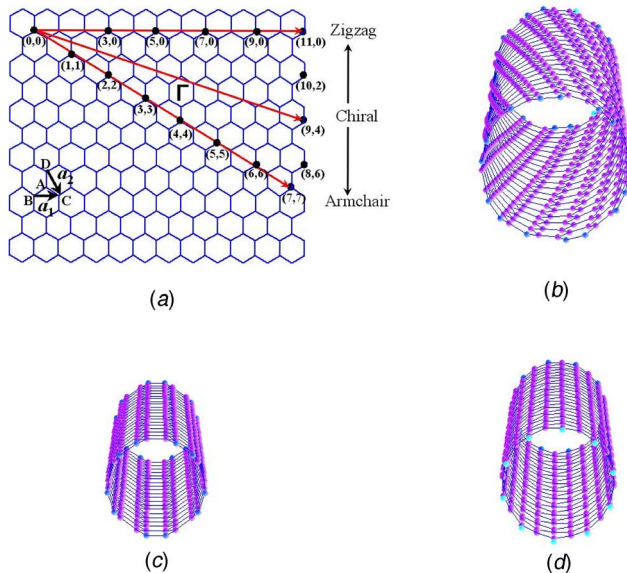 (0,0) (3,0) (5,0) (7,0) (9,0) (11,0) Zigzag
(1,1)
(2,2) Γ (10,2)
(3,3) Chiral
(4,4) (9,4)
(5,5)
D (6,6) (8,6)
A a₂
B a₁ C (7,7) Armchair
(a) (b)
(c) (d)